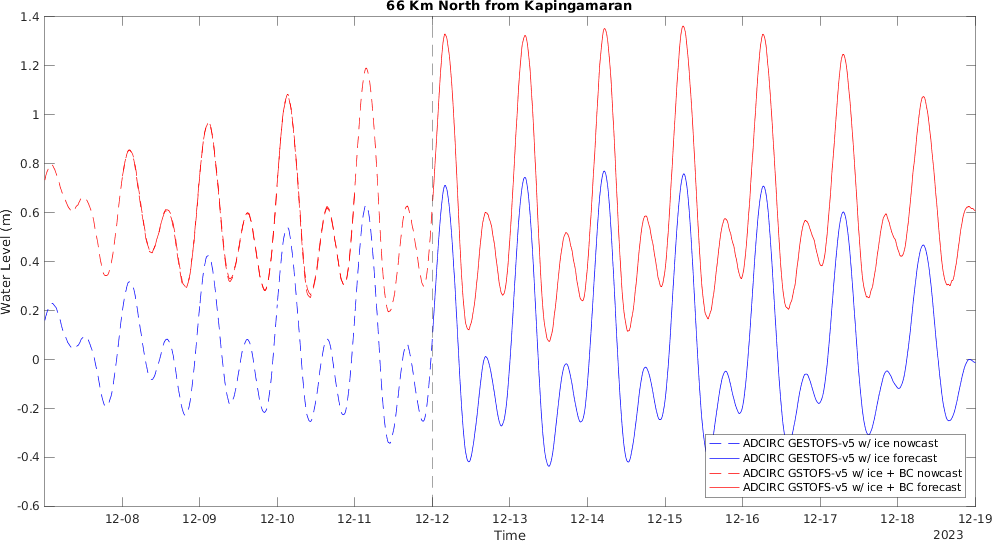 66 Km North from Kapingamaran
1.4
1.2
1
0.8
0.6
0.4
0.2
0
-0.2
-0.4
-0.6
Water Level (m)
ADCIRC GESTOFS-v5 w/ ice nowcast
ADCIRC GESTOFS-v5 w/ ice forecast
ADCIRC GSTOFS-v5 w/ ice + BC nowcast
ADCIRC GSTOFS-v5 w/ ice + BC forecast
12-08 12-09 12-10 12-11 12-12 12-13 12-14 12-15 12-16 12-17 12-18 12-19
Time
2023